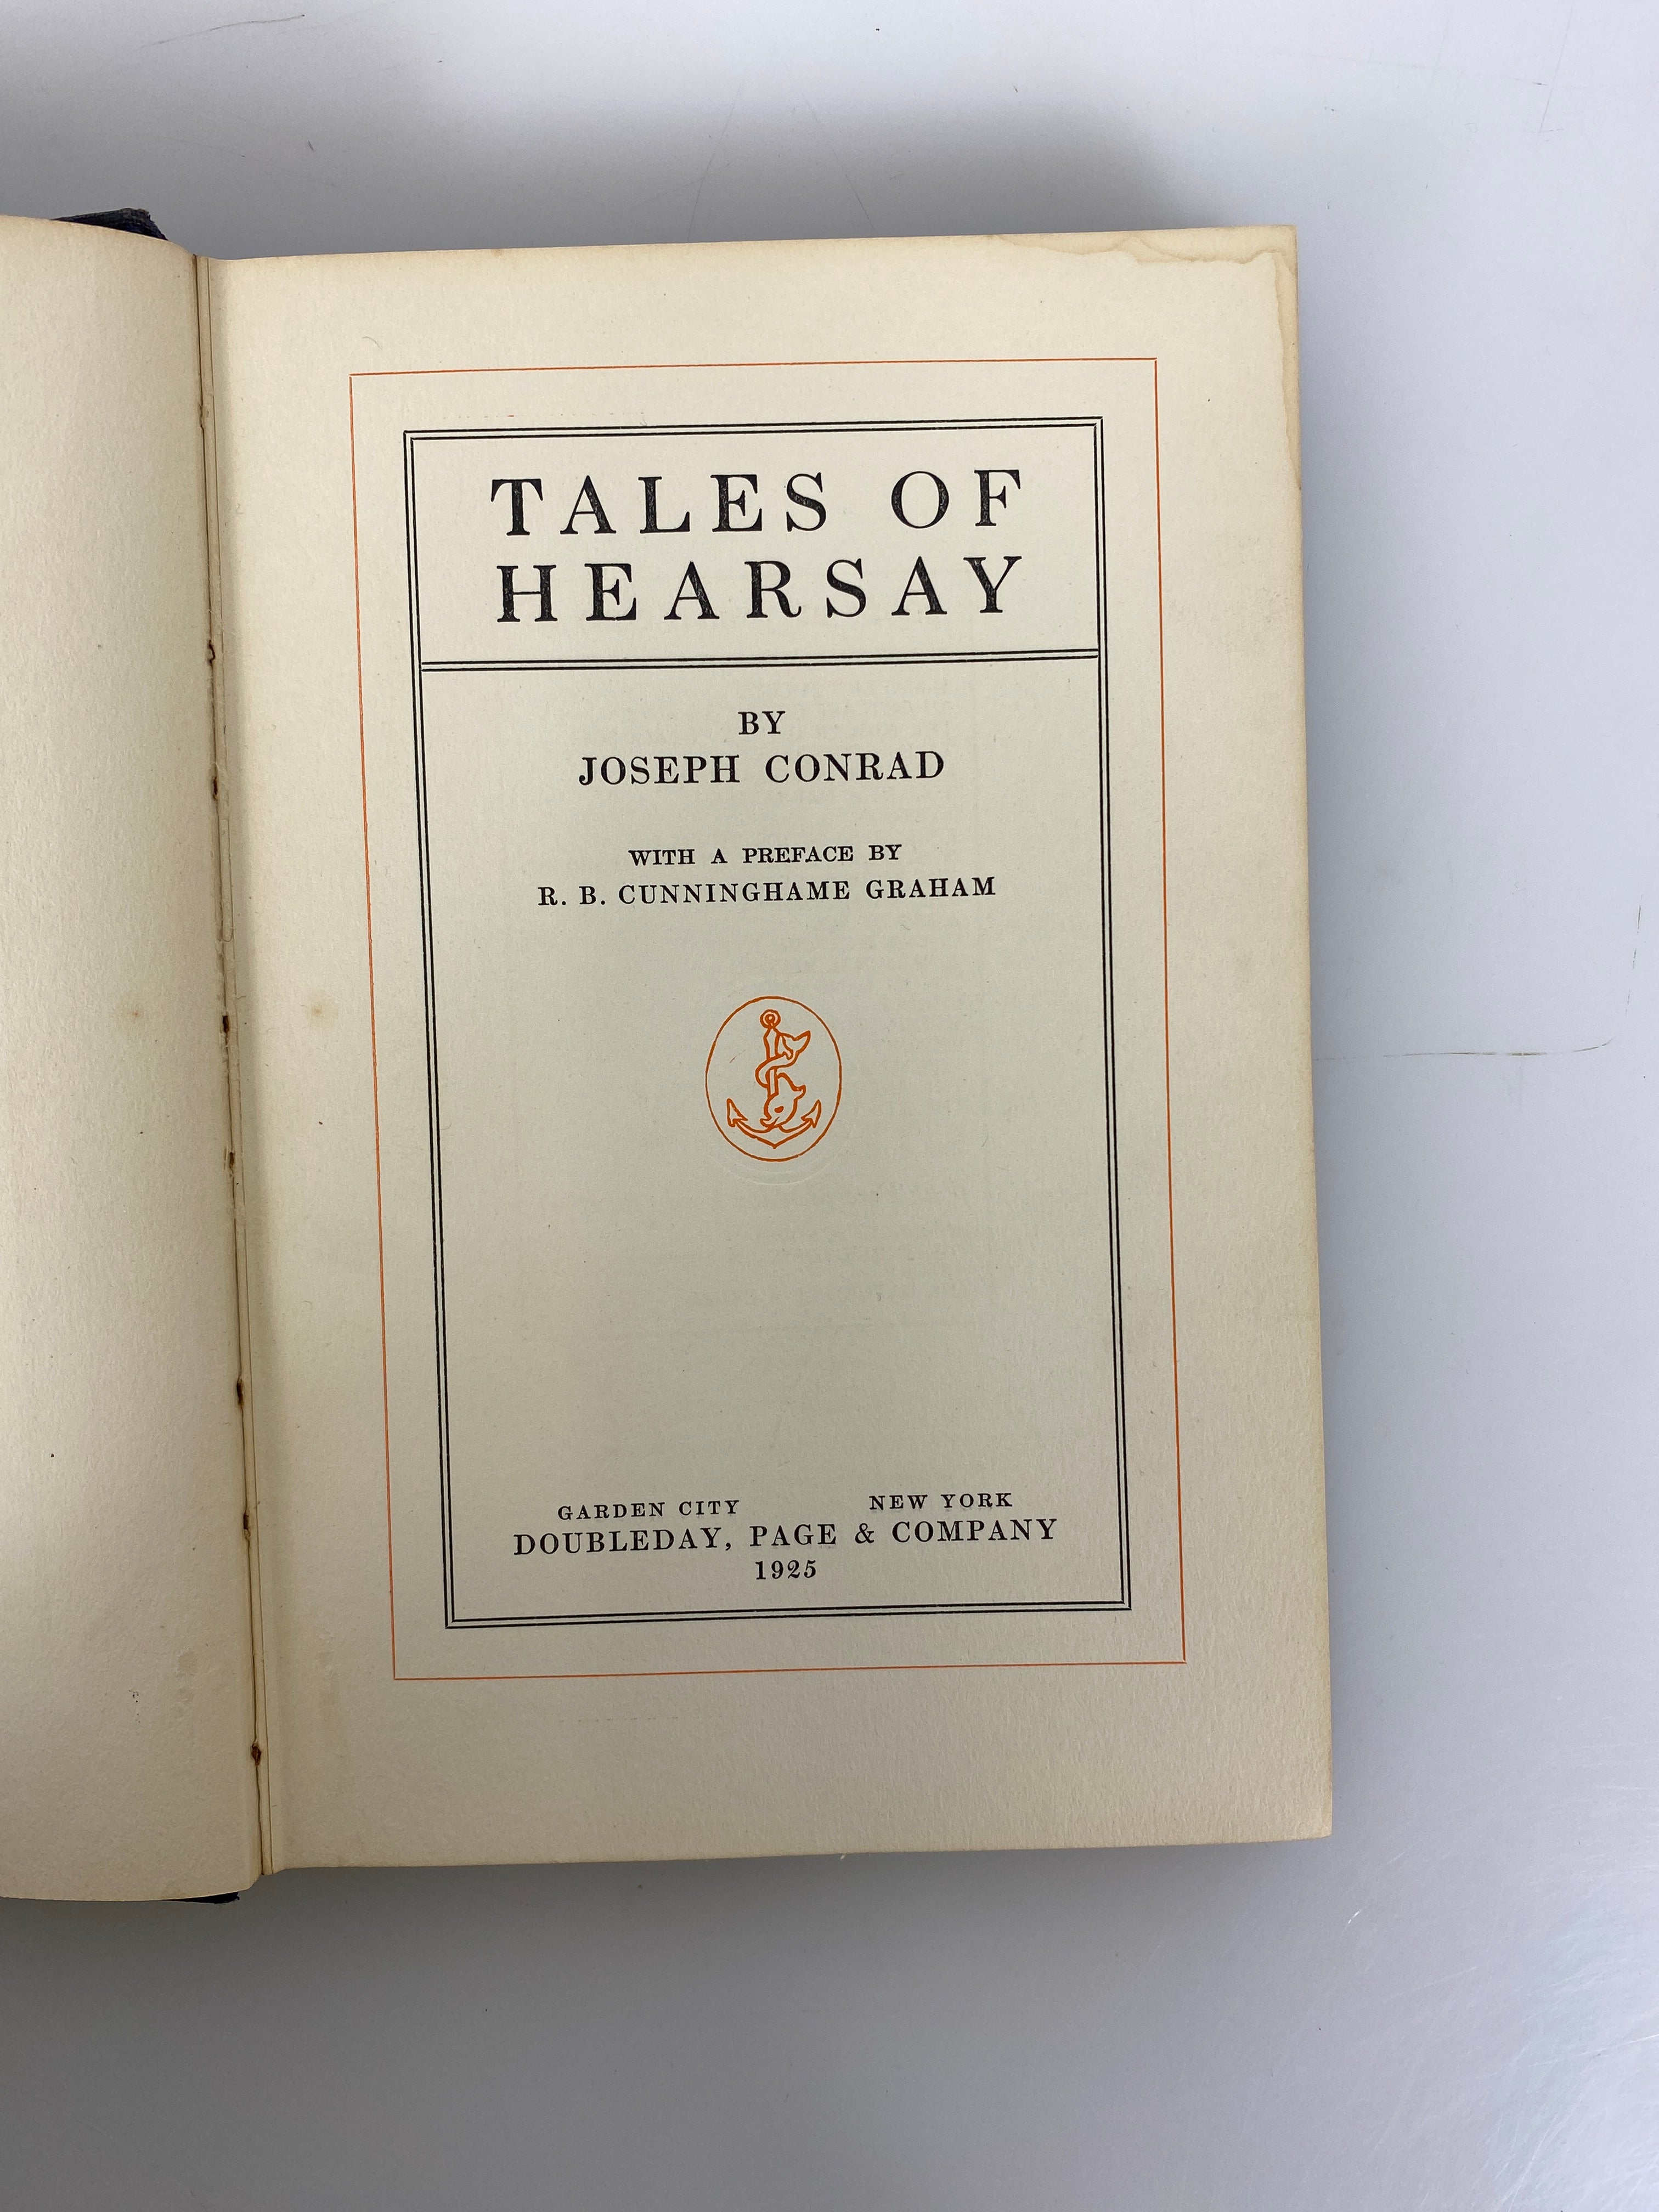 TALES OF
HEARSAY
BY
JOSEPH CONRAD
WITH A PREFACE BY
R. B. CUNNINGHAME GRAHAM
GARDEN CITY NEW YORK
DOUBLEDAY, PAGE & COMPANY
1925